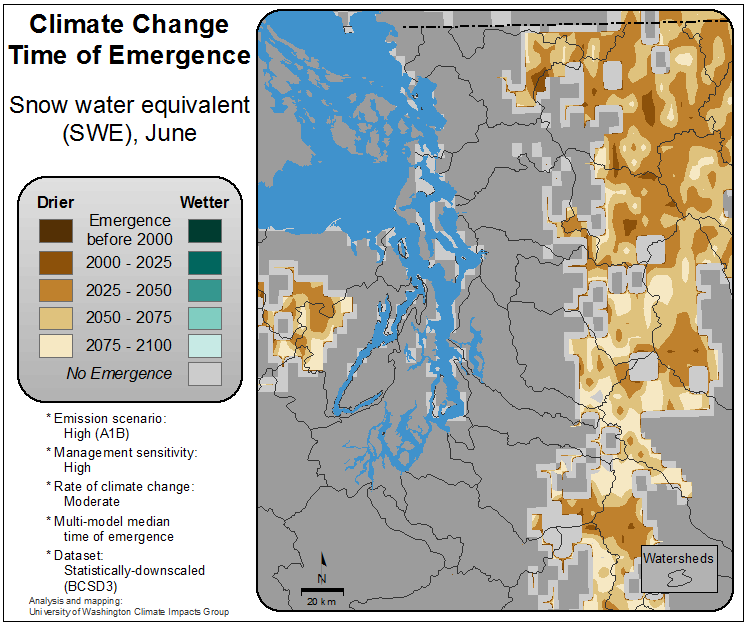 Climate Change
Time of Emergence
Snow water equivalent
(SWE), June
Drier
Wetter
Emergence
before 2000
2000 - 2025
2025 - 2050
2050 - 2075
2075 - 2100
No Emergence
* Emission scenario:
High (A1B)
* Management sensitivity:
High
* Rate of climate change:
Moderate
* Multi-model median
time of emergence
* Dataset:
Statistically-downscaled
(BCSD3)
Analysis and mapping:
University of Washington Climate Impacts Group
N
20 km
Watersheds